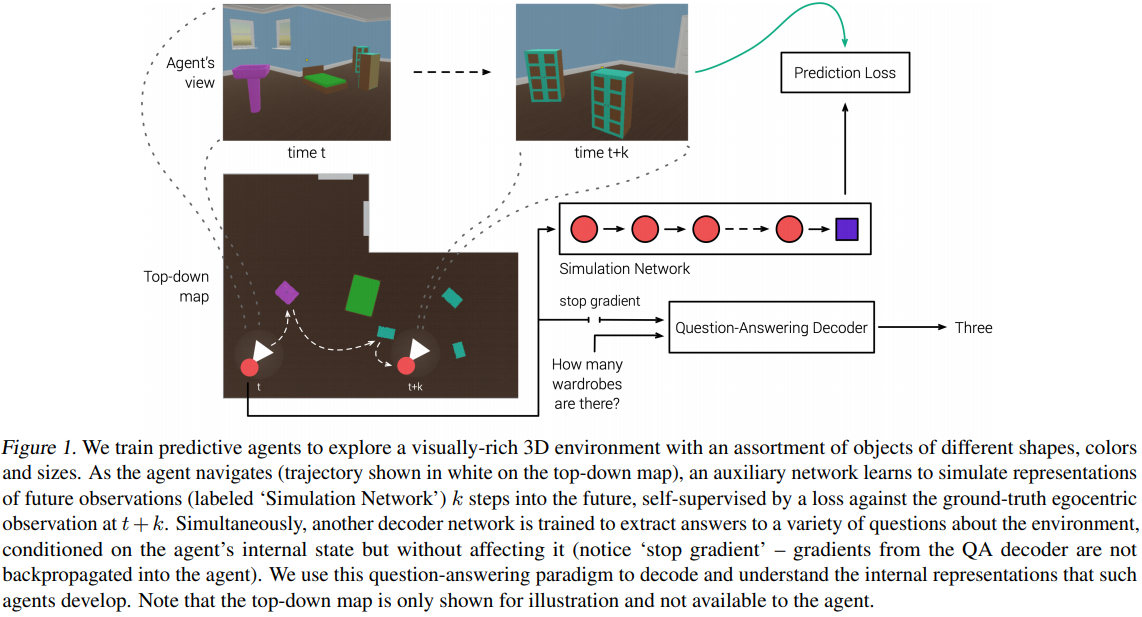 Agent's
view
time t
time t+k
Prediction Loss
Top-down
map
t
t+k
Simulation Network
stop gradient
Question-Answering Decoder
Three
How many
wardrobes
are there?
Figure 1. We train predictive agents to explore a visually-rich 3D environment with an assortment of objects of different shapes, colors
and sizes. As the agent navigates (trajectory shown in white on the top-down map), an auxiliary network learns to simulate representations
of future observations (labeled ‘Simulation Network’) k steps into the future, self-supervised by a loss against the ground-truth egocentric
observation at t + k. Simultaneously, another decoder network is trained to extract answers to a variety of questions about the environment,
conditioned on the agent’s internal state but without affecting it (notice ‘stop gradient’ – gradients from the QA decoder are not
backpropagated into the agent). We use this question-answering paradigm to decode and understand the internal representations that such
agents develop. Note that the top-down map is only shown for illustration and not available to the agent.